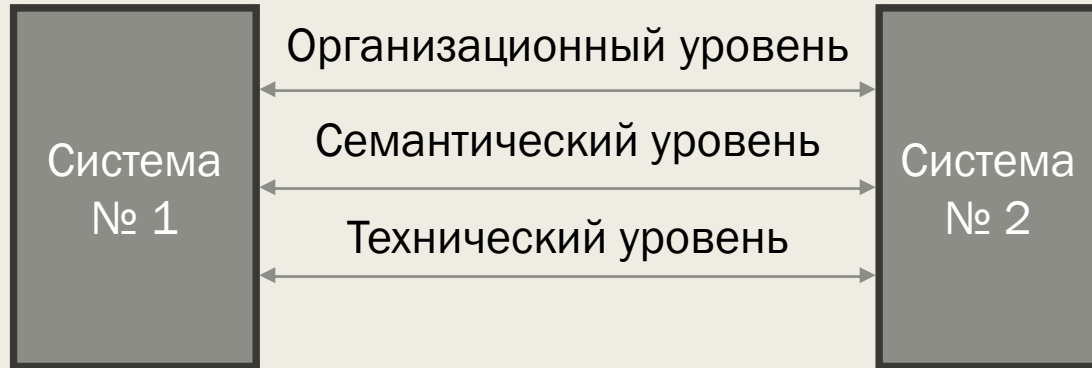 Организационный уровень
Семантический уровень
Технический уровень
Система
№ 1
Система
№ 2